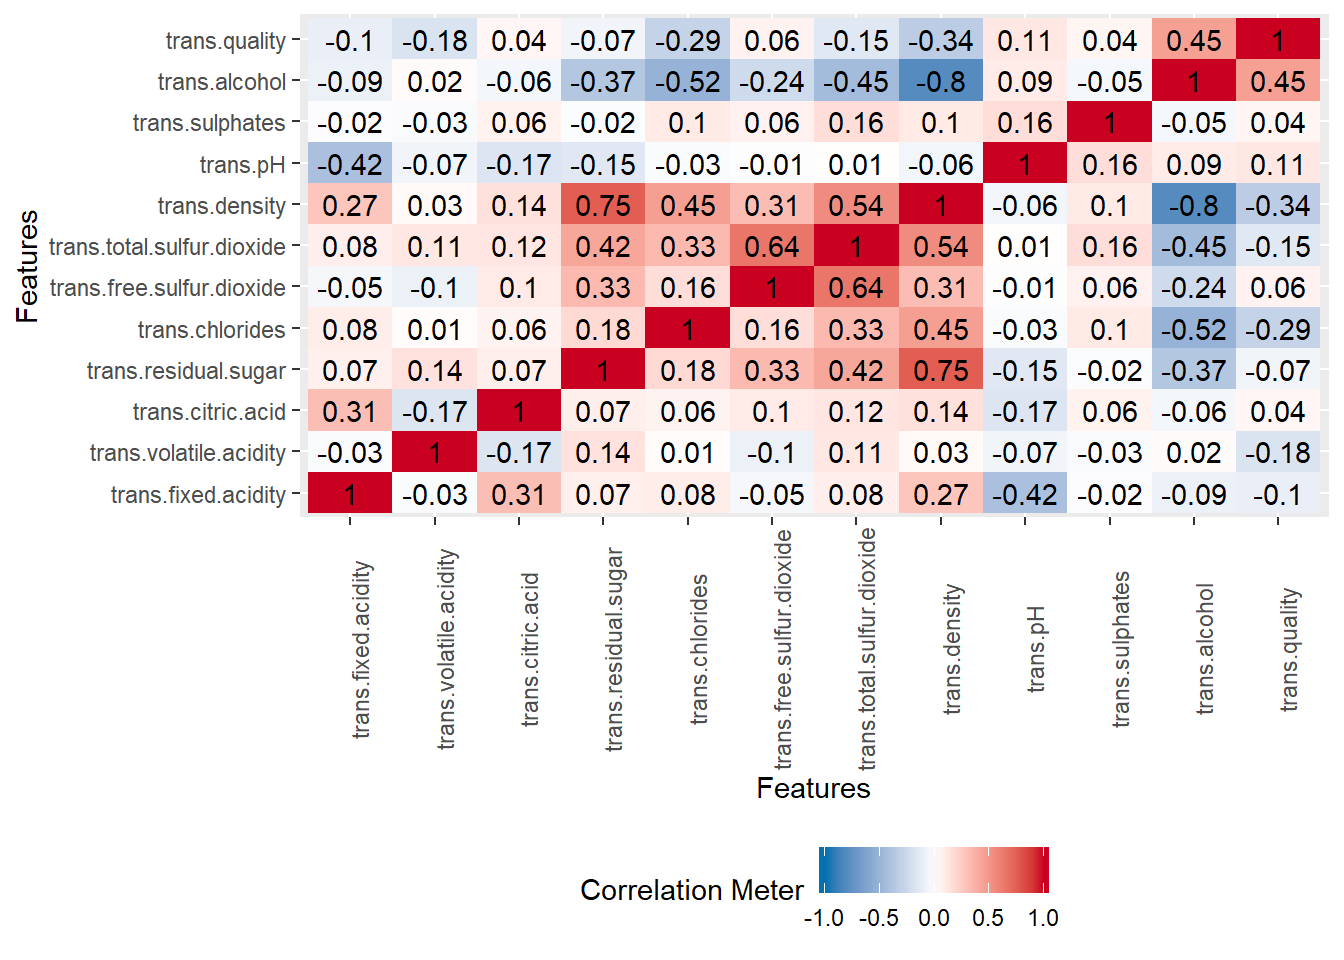 Features
trans.quality -0.1 -0.18 0.04 -0.07 -0.29 0.06 -0.15 -0.34 0.11 0.04 0.45 1
trans.alcohol -0.09 0.02 -0.06 -0.37 -0.52 -0.24 -0.45 -0.8 0.09 -0.05 1 0.45
trans.sulphates -0.02 -0.03 0.06 -0.02 0.1 0.06 0.16 0.1 0.16 1 -0.05 0.04
trans.pH -0.42 -0.07 -0.17 -0.15 -0.03 -0.01 0.01 -0.06 1 0.16 0.09 0.11
trans.density 0.27 0.03 0.14 0.75 0.45 0.31 0.54 1 -0.06 0.1 -0.8 -0.34
trans.total.sulfur.dioxide 0.08 0.11 0.12 0.42 0.33 0.64 1 0.54 0.01 0.16 -0.45 -0.15
trans.free.sulfur.dioxide -0.05 -0.1 0.1 0.33 0.16 1 0.64 0.31 -0.01 0.06 -0.24 0.06
trans.chlorides 0.08 0.01 0.06 0.18 1 0.16 0.33 0.45 -0.03 0.1 -0.52 -0.29
trans.residual.sugar 0.07 0.14 0.07 1 0.18 0.33 0.42 0.75 -0.15 -0.02 -0.37 -0.07
trans.citric.acid 0.31 -0.17 1 0.07 0.06 0.1 0.12 0.14 -0.17 0.06 -0.06 0.04
trans.volatile.acidity -0.03 1 -0.17 0.14 0.01 -0.1 0.11 0.03 -0.07 -0.03 0.02 -0.18
trans.fixed.acidity 1 -0.03 0.31 0.07 0.08 -0.05 0.08 0.27 -0.42 -0.02 -0.09 -0.1
trans.fixed.acidity
trans.volatile.acidity
trans.citric.acid
trans.residual.sugar
trans.chlorides
trans.free.sulfur.dioxide
trans.total.sulfur.dioxide
trans.density
trans.pH
trans.sulphates
trans.alcohol
trans.quality
Features
Correlation Meter
-1.0 -0.5 0.0 0.5 1.0